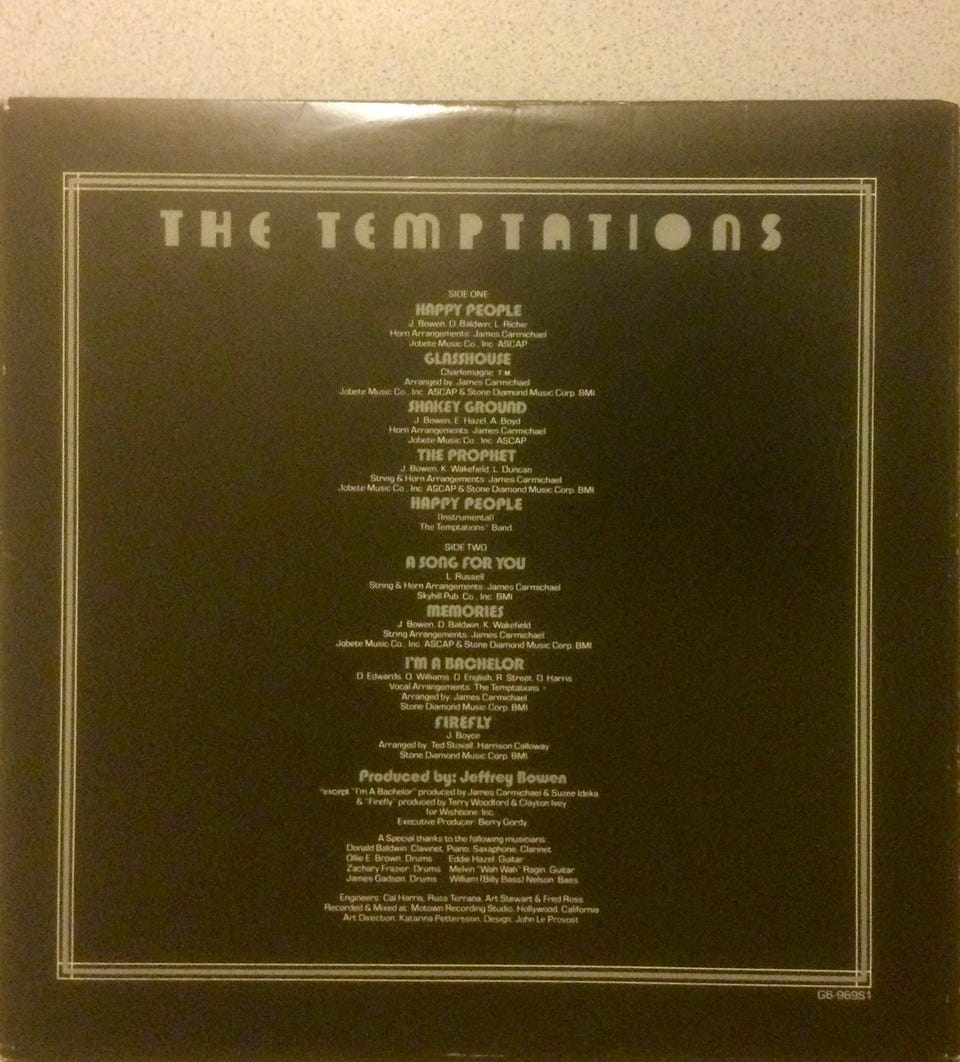 THE TEMPTATIONS
SIDE ONE
HAPPY PEOPLE
J. Bowen, D. Baldwin, L. Richie
Horn Arrangements: James Carmichael
Jobete Music Co., Inc. ASCAP
GLASSHOUSE
Charlemagne T.M.
Arranged by: James Carmichael
Jobete Music Co., Inc. ASCAP & Stone Diamond Music Corp. BMI
SHAKEY GROUND
J. Bowen, E. Hazel, A. Boyd
Horn Arrangements: James Carmichael
Jobete Music Co., Inc. ASCAP
THE PROPHET
J. Bowen, K. Wakefield, L. Duncan
String & Horn Arrangements: James Carmichael
Jobete Music Co., Inc. ASCAP & Stone Diamond Music Corp. BMI
HAPPY PEOPLE
(Instrumental)
The Temptations' Band
SIDE TWO
A SONG FOR YOU
L. Russell
String & Horn Arrangements: James Carmichael
Skyhill Pub. Co., Inc. BMI
MEMORIES
J. Bowen, D. Baldwin, K. Wakefield
String Arrangements: James Carmichael
Jobete Music Co., Inc. ASCAP & Stone Diamond Music Corp. BMI
I'M A BACHELOR
D. Edwards, O. Williams, D. English, R. Street, D. Harris
Vocal Arrangements: The Temptations
Arranged by: James Carmichael
Stone Diamond Music Corp. BMI
FIREFLY
J. Boyce
Arranged by: Ted Stovall, Harrison Calloway
Stone Diamond Music Corp. BMI
Produced by: Jeffrey Bowen
*except "I'm A Bachelor" produced by James Carmichael & Suzee Ikeda
& "Firefly" produced by Terry Woodford & Clayton Ivey
for Wishbone, Inc.
Executive Producer: Berry Gordy
A Special thanks to the following musicians:
Donald Baldwin: Clavinet, Piano, Saxaphone, Clarinet
Ollie E. Brown: Drums Eddie Hazel: Guitar
Zachary Frazier: Drums Melvin "Wah Wah" Ragin: Guitar
James Gadson: Drums William (Billy Bass) Nelson: Bass
Engineers: Cal Harris, Russ Terrana, Art Stewart & Fred Ross
Recorded & Mixed at: Motown Recording Studio, Hollywood, California
Art Direction: Katarina Pettersson, Design: John Le Provost
G6-969S1